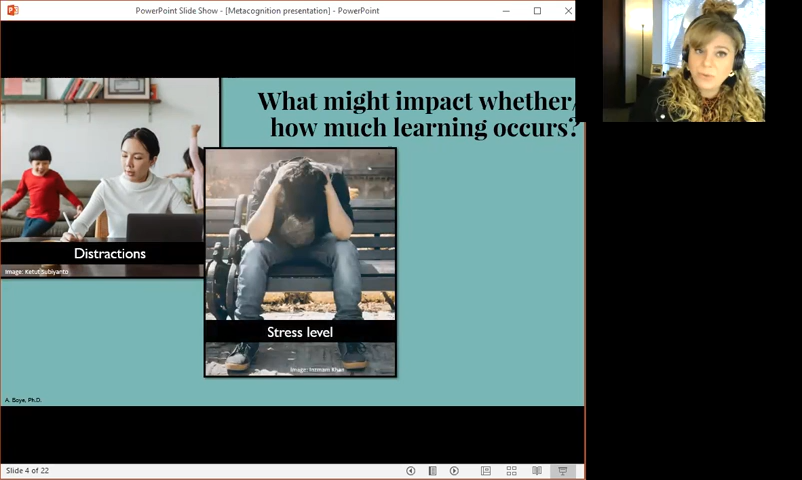 PowerPoint Slide Show - [Metacognition presentation] - PowerPoint
What might impact whether/
how much learning occurs?
Distractions
Image: Ketut Subiyanto
Stress level
Image: Inzmam Khan
A. Boye, Ph.D.
Slide 4 of 22